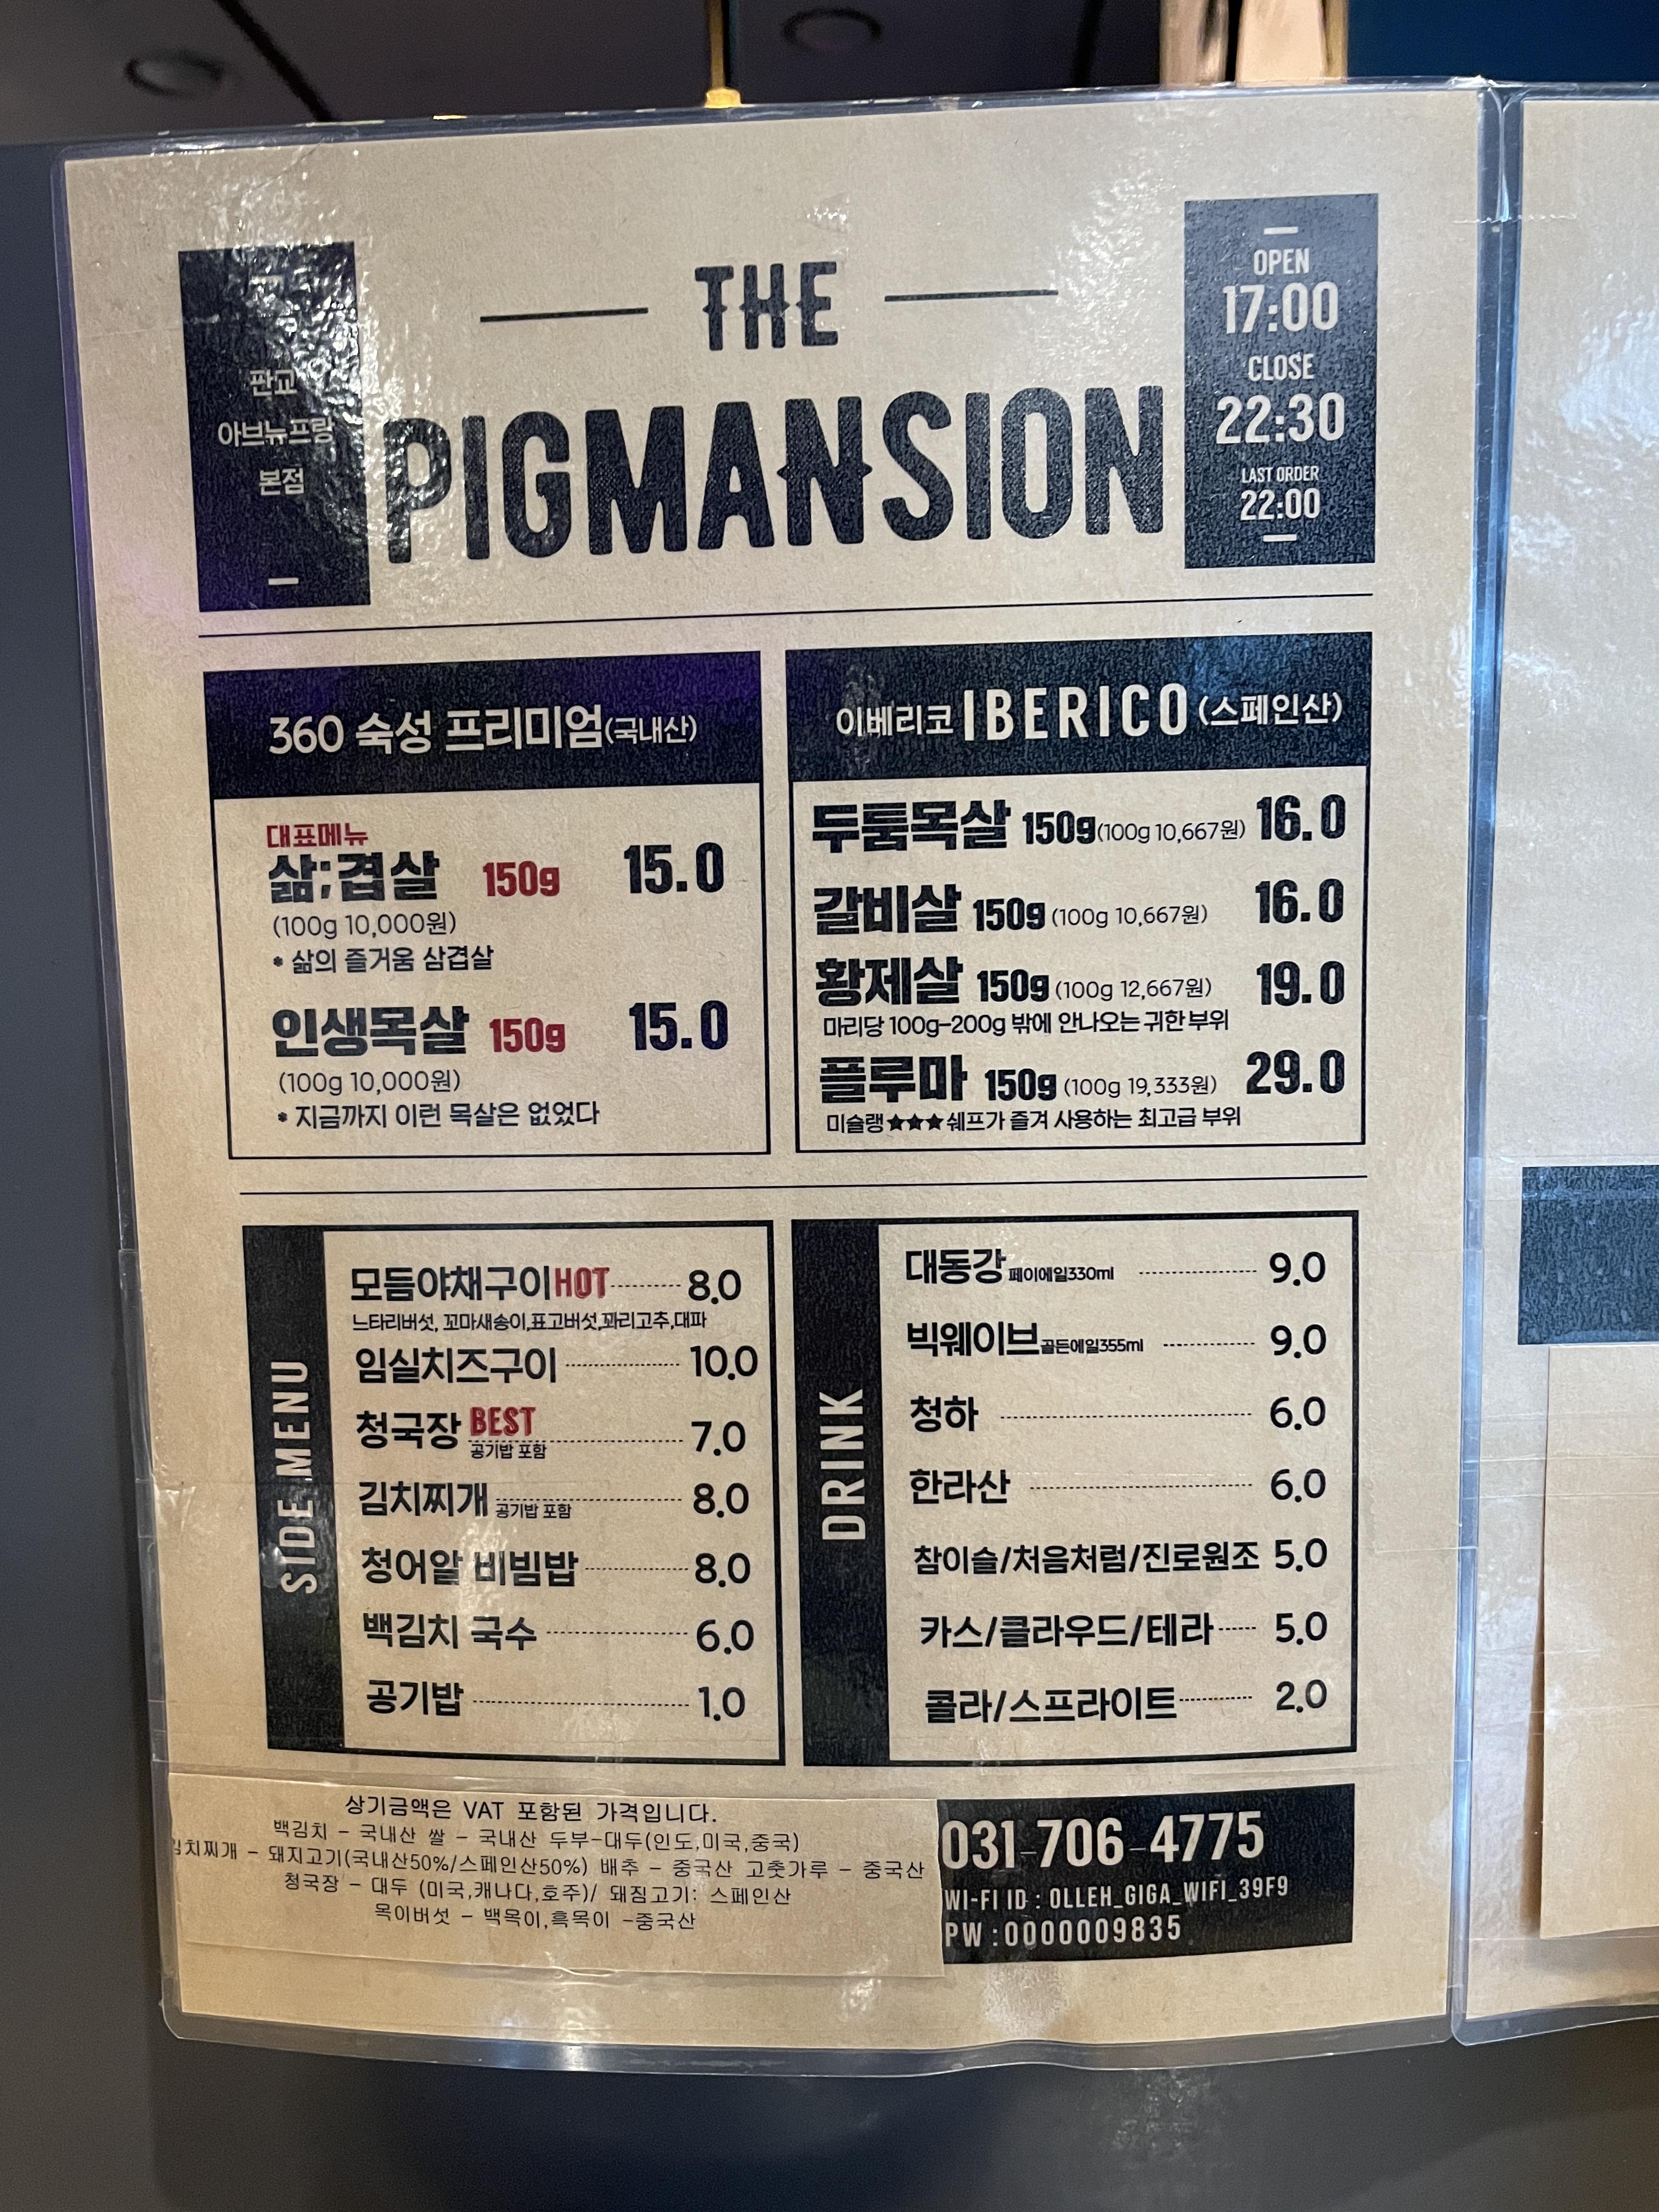 판교
아브뉴프랑
본점
THE
PIGMANSION
OPEN
17:00
CLOSE
22:30
LAST ORDER
22:00
360 숙성 프리미엄(국내산)
대표메뉴
삶;겹살 150g 15.0
(100g 10,000원)
* 삶의 즐거움 삼겹살
인생목살 150g 15.0
(100g 10,000원)
* 지금까지 이런 목살은 없었다
이베리코 IBERICO (스페인산)
두툼목살 150g(100g 10,667원) 16.0
갈비살 150g (100g 10,667원) 16.0
황제살 150g (100g 12,667원) 19.0
마리당 100g-200g 밖에 안나오는 귀한 부위
플루마 150g (100g 19,333원) 29.0
미슐랭★★★쉐프가 즐겨 사용하는 최고급 부위
SIDE MENU
모듬야채구이HOT 8.0
느타리버섯, 꼬마새송이,표고버섯,꽈리고추,대파
임실치즈구이 10.0
청국장 BEST 7.0
공기밥 포함
김치찌개 공기밥 포함 8.0
청어알 비빔밥 8.0
백김치 국수 6.0
공기밥 1.0
DRINK
대동강 페이에일330ml 9.0
빅웨이브골든에일355ml 9.0
청하 6.0
한라산 6.0
참이슬/처음처럼/진로원조 5.0
카스/클라우드/테라 5.0
콜라/스프라이트 2.0
상기금액은 VAT 포함된 가격입니다.
백김치 - 국내산 쌀 - 국내산 두부-대두(인도,미국,중국)
김치찌개 - 돼지고기(국내산50%/스페인산50%) 배추 - 중국산 고춧가루 - 중국산
청국장 - 대두 (미국,캐나다,호주)/ 돼짐고기: 스페인산
목이버섯 - 백목이,흑목이 -중국산
031-706-4775
WI-FI ID : OLLEH_GIGA_WIFI_39F9
PW : 0000009835